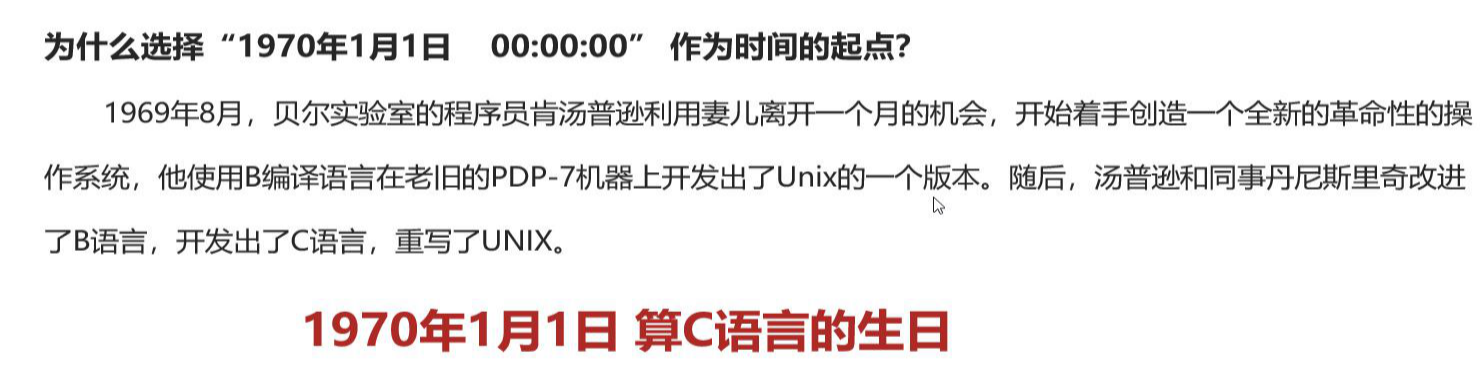 为什么选择“1970年1月1日 00:00:00” 作为时间的起点？
1969年8月，贝尔实验室的程序员肯汤普逊利用妻儿离开一个月的机会，开始着手创造一个全新的革命性的操
作系统，他使用B编译语言在老旧的PDP-7机器上开发出了Unix的一个版本。随后，汤普逊和同事丹尼斯里奇改进
了B语言，开发出了C语言，重写了UNIX。
1970年1月1日 算C语言的生日